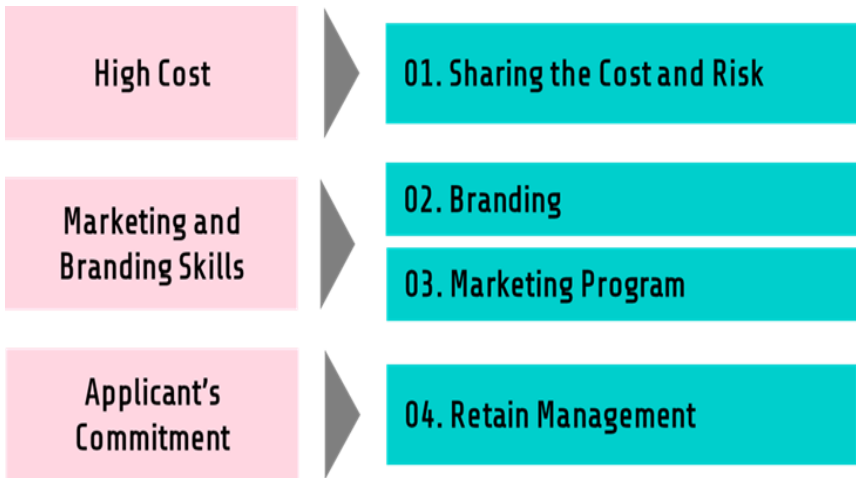 High Cost
01. Sharing the Cost and Risk
Marketing and
Branding Skills
02. Branding
03. Marketing Program
Applicant's
Commitment
04. Retain Management